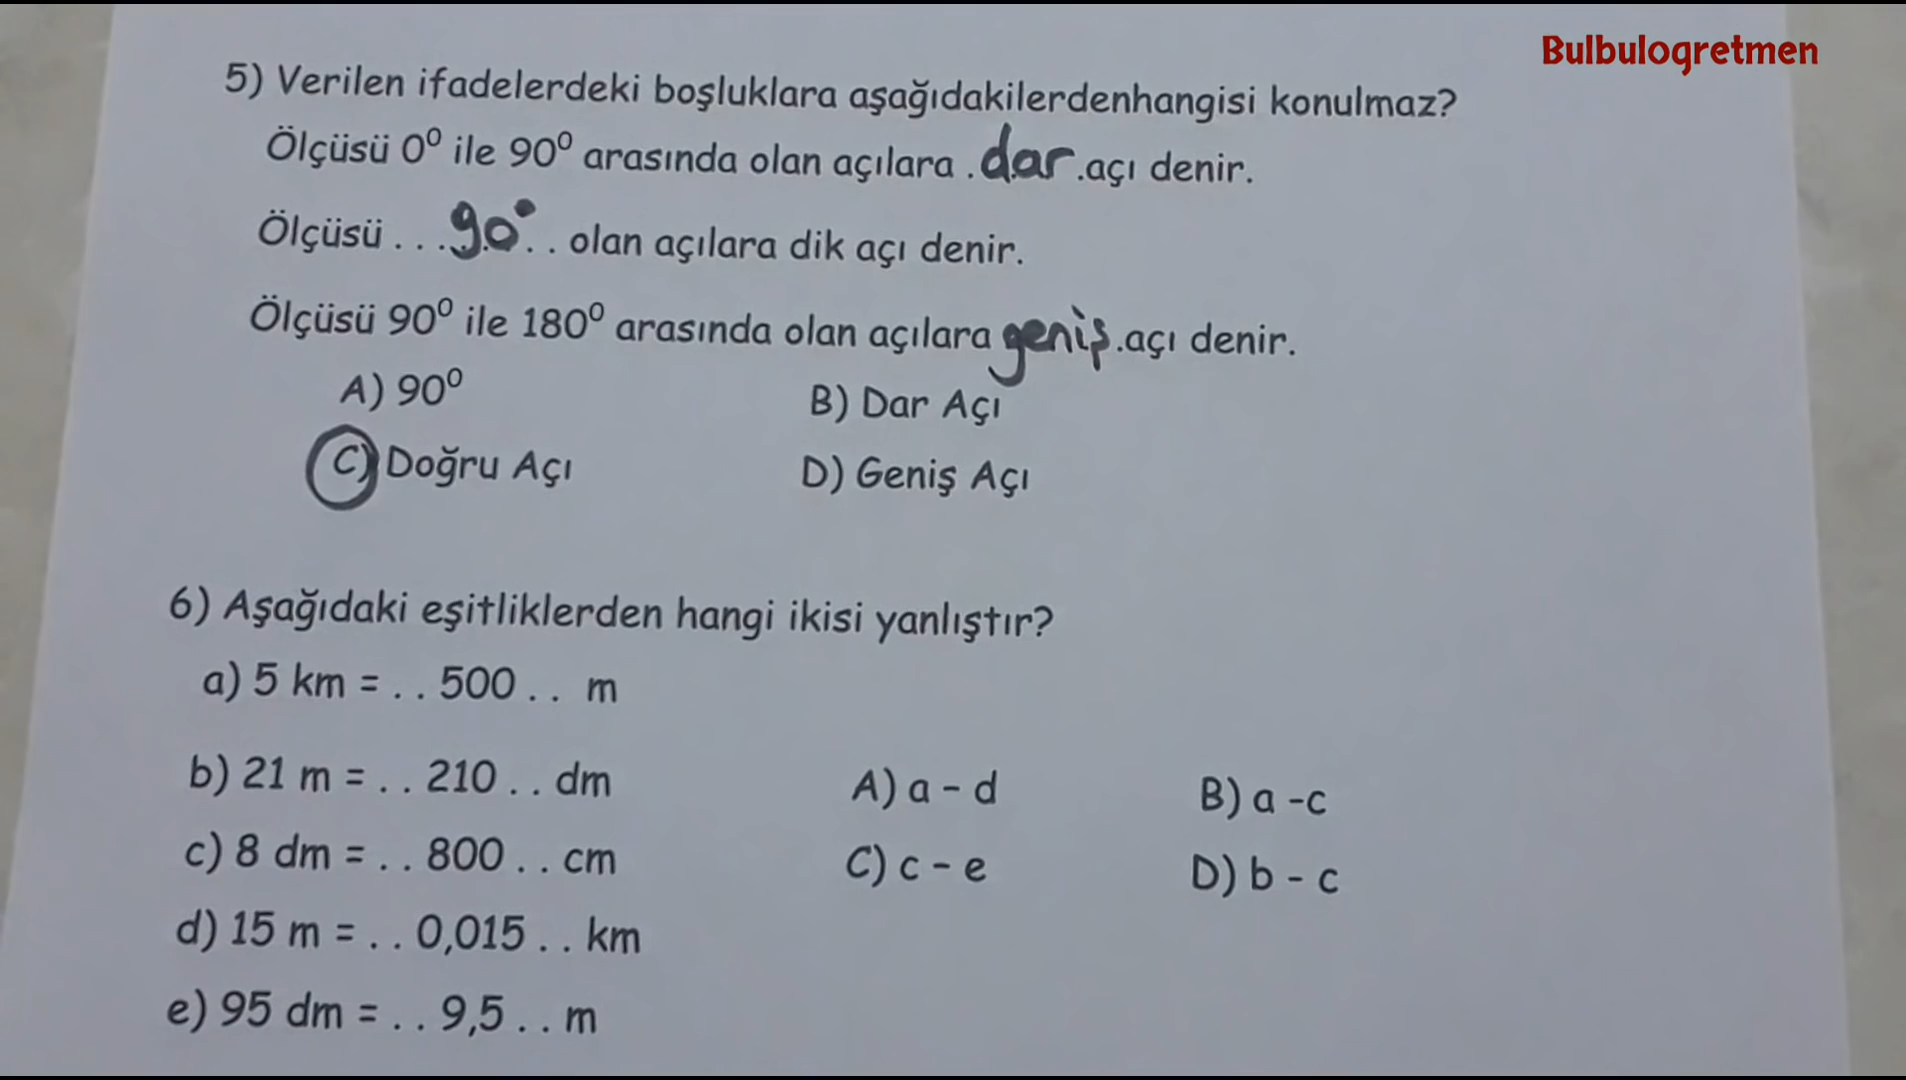 Bulbulogretmen
5) Verilen ifadelerdeki boşluklara aşağıdakilerdenhangisi konulmaz?
Ölçüsü 0⁰ ile 90⁰ arasında olan açılara .dar.açı denir.
Ölçüsü ...90°.. olan açılara dik açı denir.
Ölçüsü 90⁰ ile 180⁰ arasında olan açılara geniş.açı denir.
A) 90⁰ B) Dar Açı
C) Doğru Açı D) Geniş Açı
6) Aşağıdaki eşitliklerden hangi ikisi yanlıştır?
a) 5 km = . . 500 . . m
b) 21 m = . . 210 . . dm A) a - d B) a -c
c) 8 dm = . . 800 . . cm C) c - e D) b - c
d) 15 m = . . 0,015 . . km
e) 95 dm = . . 9,5 . . m